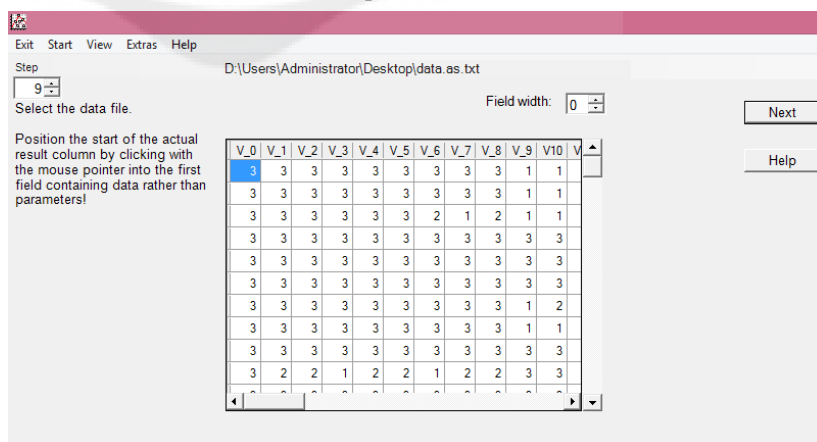 Exit Start View Extras Help
Step
9
D:\Users\Administrator\Desktop\data.as.txt
Select the data file.
Field width: 0
Next
Position the start of the actual
result column by clicking with
the mouse pointer into the first
field containing data rather than
parameters!
Help
V_0 V_1 V_2 V_3 V_4 V_5 V_6 V_7 V_8 V_9 V10 V
3 3 3 3 3 3 3 3 3 1 1
3 3 3 3 3 3 3 3 3 1 1
3 3 3 3 3 3 2 1 2 1 1
3 3 3 3 3 3 3 3 3 3 3
3 3 3 3 3 3 3 3 3 3 3
3 3 3 3 3 3 3 3 3 3 3
3 3 3 3 3 3 3 3 3 1 2
3 3 3 3 3 3 3 3 3 1 1
3 3 3 3 3 3 3 3 3 3 3
3 2 2 1 2 2 1 2 2 3 3